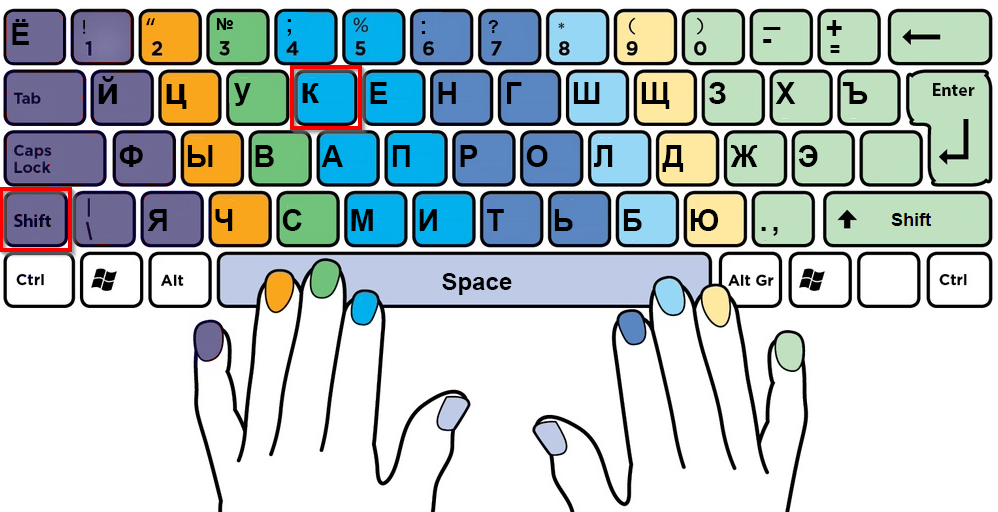 Ё ! 1 “ 2 № 3 ; 4 % 5 : 6 ? 7 * 8 ( 9 ) 0 — - + =
Tab Й Ц У К Е Н Г Ш Щ З Х Ъ Enter
Caps Lock Ф Ы В А П Р О Л Д Ж Э
Shift | \ Я Ч С М И Т Ь Б Ю . , Shift
Ctrl Alt Space Alt Gr Ctrl